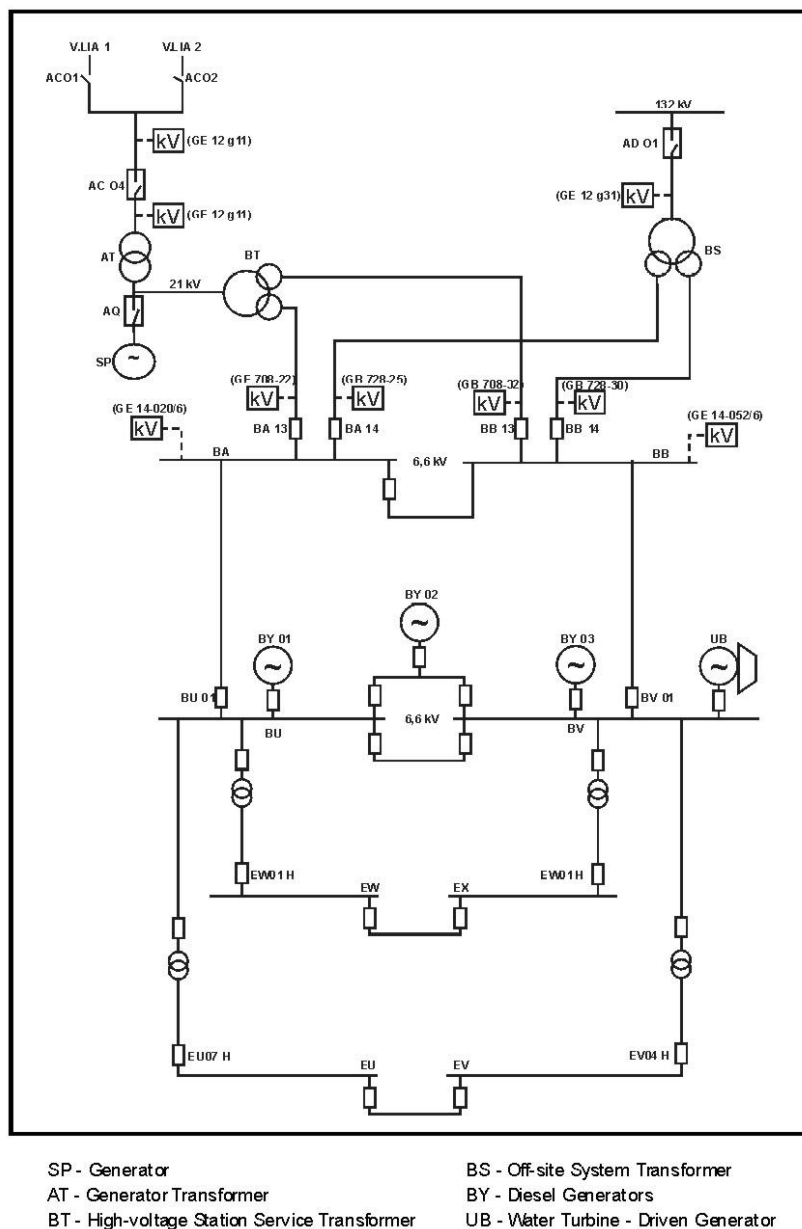 V.LIA 1 V.LIA 2
ACO1 ACO2
132 kV
kV (GE 12 g11)
AD O1
AC O4
(GE 12 g31) kV
kV (GE 12 g11)
AT
BT
BS
21 kV
AQ
SP ~
(GE 708-22) (GB 728-25) (GB 708-32) (GB 728-30)
kV kV kV kV
(GE 14-020/6) (GE 14-052/6)
kV BA 13 BA 14 BB 13 BB 14 kV
BA 6,6 kV BB
BY 02
~
BY 01 BY 03 UB
~ ~ ~
BU 01 BV 01
6,6 kV
BU BV
EW01 H EW EX EW01 H
EU07 H EU EV EV04 H
SP - Generator
AT - Generator Transformer
BT - High-voltage Station Service Transformer
BS - Off-site System Transformer
BY - Diesel Generators
UB - Water Turbine - Driven Generator